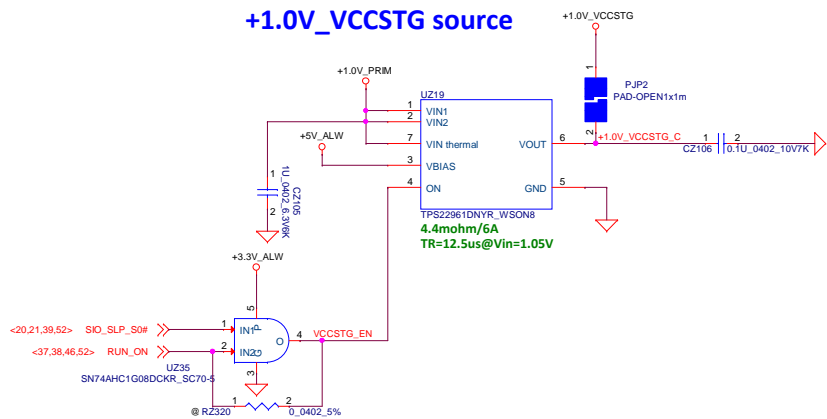 +1.0V_VCCSTG source
+1.0V_VCCSTG
1
PJP2
PAD-OPEN1x1m
2
+1.0V_PRIM
UZ19
1 VIN1
2 VIN2
7 VIN thermal
VOUT 6
+1.0V_VCCSTG_C
1 2
CZ106 0.1U_0402_10V7K
+5V_ALW
3 VBIAS
4 ON
GND 5
TPS22961DNYR_WSON8
4.4mohm/6A
TR=12.5us@Vin=1.05V
1
2
CZ105
1U_0402_6.3V6K
+3.3V_ALW
5
<20,21,39,52> SIO_SLP_S0# 1 IN1 P
O 4 VCCSTG_EN
<37,38,46,52> RUN_ON 2 IN2 G
UZ35
3
SN74AHC1G08DCKR_SC70-5
1 2
@ RZ320 0_0402_5%